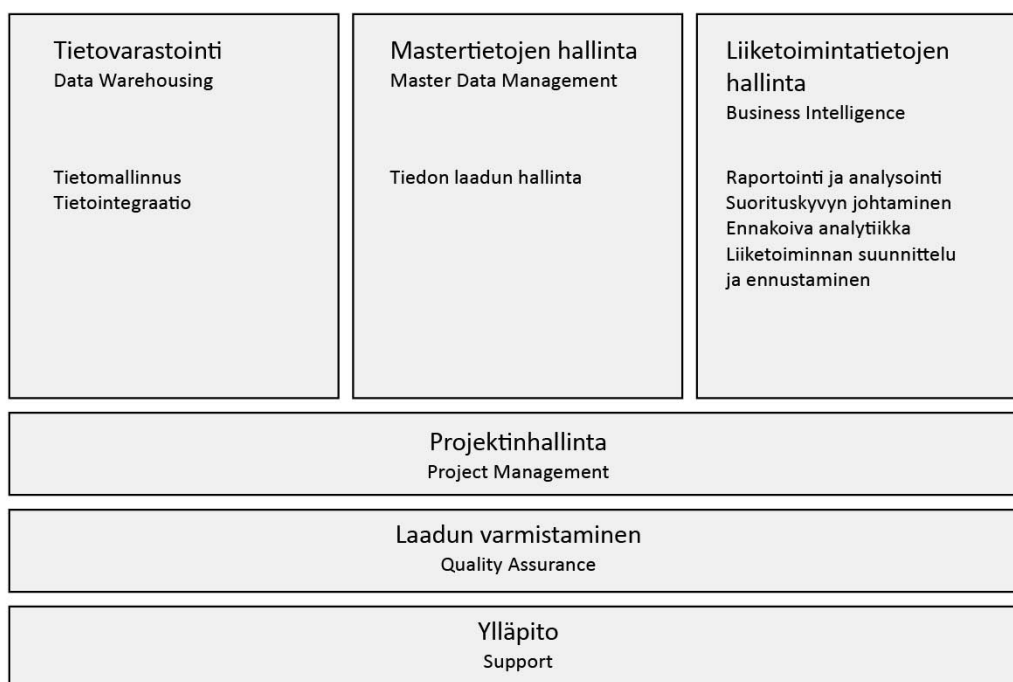 Tietovarastointi
Data Warehousing
Tietomallinnus
Tietointegraatio
Mastertietojen hallinta
Master Data Management
Tiedon laadun hallinta
Liiketoimintatietojen
hallinta
Business Intelligence
Raportointi ja analysointi
Suorituskyvyn johtaminen
Ennakoiva analytiikka
Liiketoiminnan suunnittelu
ja ennustaminen
Projektinhallinta
Project Management
Laadun varmistaminen
Quality Assurance
Ylläpito
Support